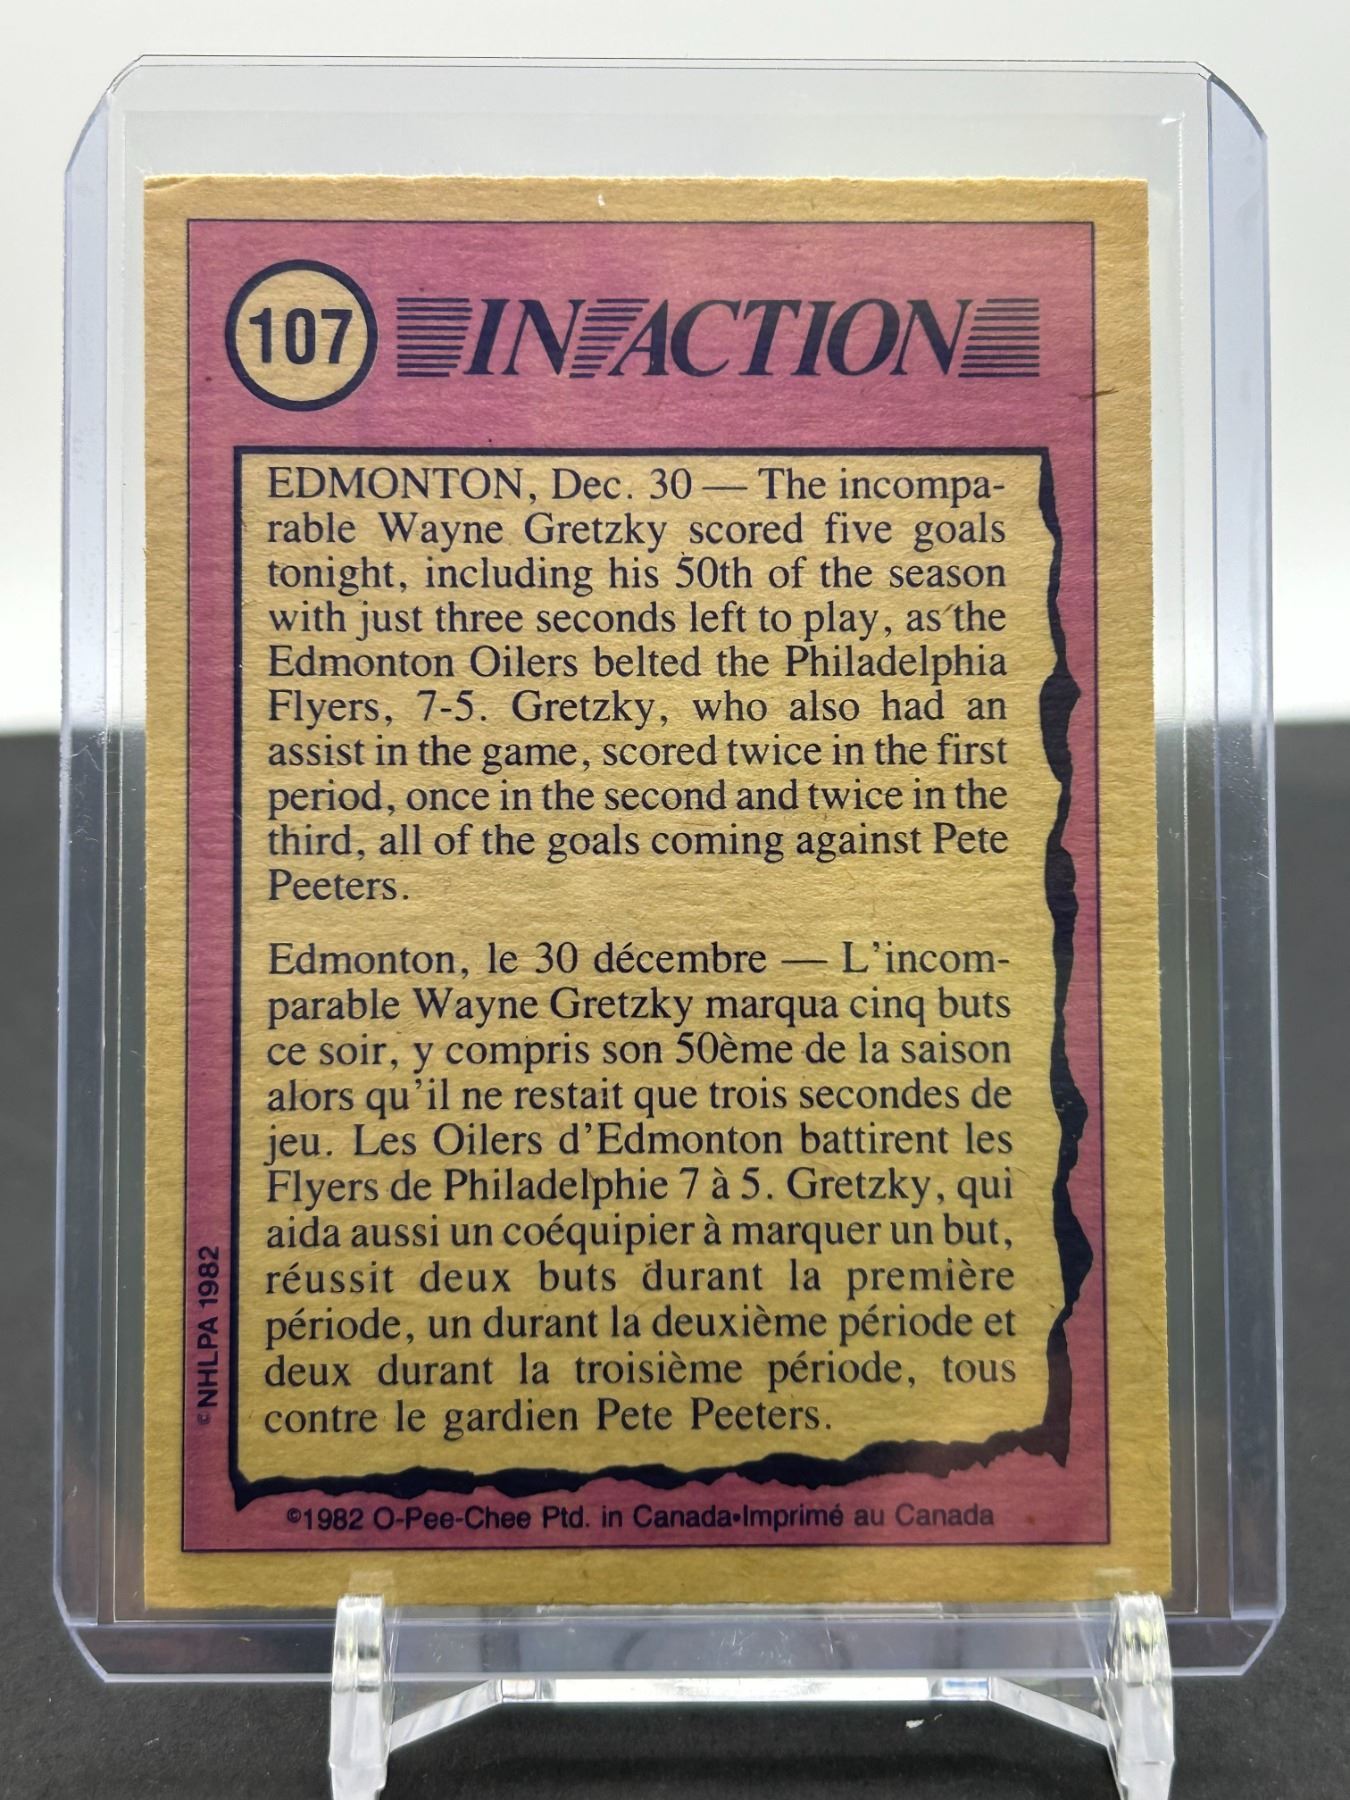 107 IN ACTION
EDMONTON, Dec. 30 — The incompa-
rable Wayne Gretzky scored five goals
tonight, including his 50th of the season
with just three seconds left to play, as the
Edmonton Oilers belted the Philadelphia
Flyers, 7-5. Gretzky, who also had an
assist in the game, scored twice in the first
period, once in the second and twice in the
third, all of the goals coming against Pete
Peeters.
Edmonton, le 30 décembre — L'incom-
parable Wayne Gretzky marqua cinq buts
ce soir, y compris son 50ème de la saison
alors qu'il ne restait que trois secondes de
jeu. Les Oilers d'Edmonton battirent les
Flyers de Philadelphie 7 à 5. Gretzky, qui
aida aussi un coéquipier à marquer un but,
réussit deux buts durant la première
période, un durant la deuxième période et
deux durant la troisième période, tous
contre le gardien Pete Peeters.
©NHLPA 1982
©1982 O-Pee-Chee Ptd. in Canada•Imprimé au Canada